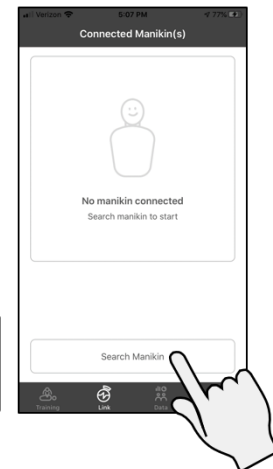 Verizon 5:07 PM 77%
Connected Manikin(s)
No manikin connected
Search manikin to start
Search Manikin
Training Link Data